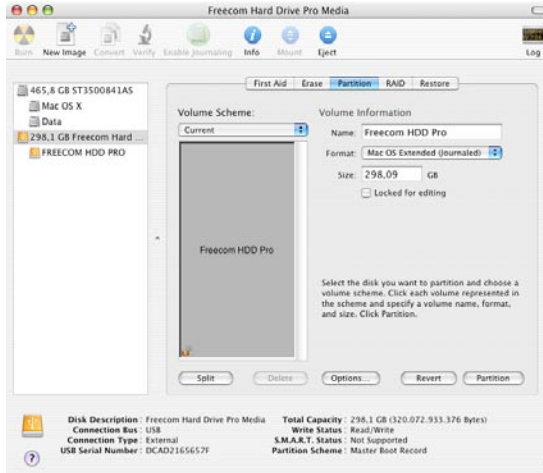 Freecom Hard Drive Pro Media
Burn New Image Convert Verify Enable Journaling Info Mount Eject Log
465,8 GB ST3500841AS
Mac OS X
Data
298,1 GB Freecom Hard ...
FREECOM HDD PRO
First Aid Erase Partition RAID Restore
Volume Scheme:
Current
Freecom HDD Pro
Volume Information
Name: Freecom HDD Pro
Format: Mac OS Extended (Journaled)
Size: 298,09 GB
Locked for editing
Select the disk you want to partition and choose a
volume scheme. Click each volume represented in
the scheme and specify a volume name, format,
and size. Click Partition.
Split Delete Options... Revert Partition
Disk Description : Freecom Hard Drive Pro Media
Connection Bus : USB
Connection Type : External
USB Serial Number : DCAD2165657F
Total Capacity : 298,1 GB (320.072.933.376 Bytes)
Write Status : Read/Write
S.M.A.R.T. Status : Not Supported
Partition Scheme : Master Boot Record
?